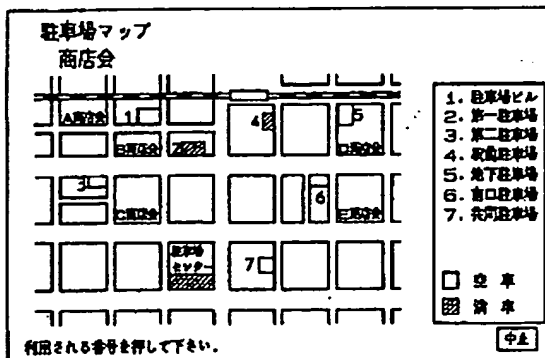 駐車場マップ
商店会
A商店会
1
4
5
B商店会
2
D商店会
3
C商店会
6
E商店会
駐車場
センター
7
1. 駐車場ビル
2. 第一駐車場
3. 第二駐車場
4. 駅前駐車場
5. 地下駐車場
6. 南口駐車場
7. 共同駐車場
空車
満車
利用される番号を押して下さい。
中止